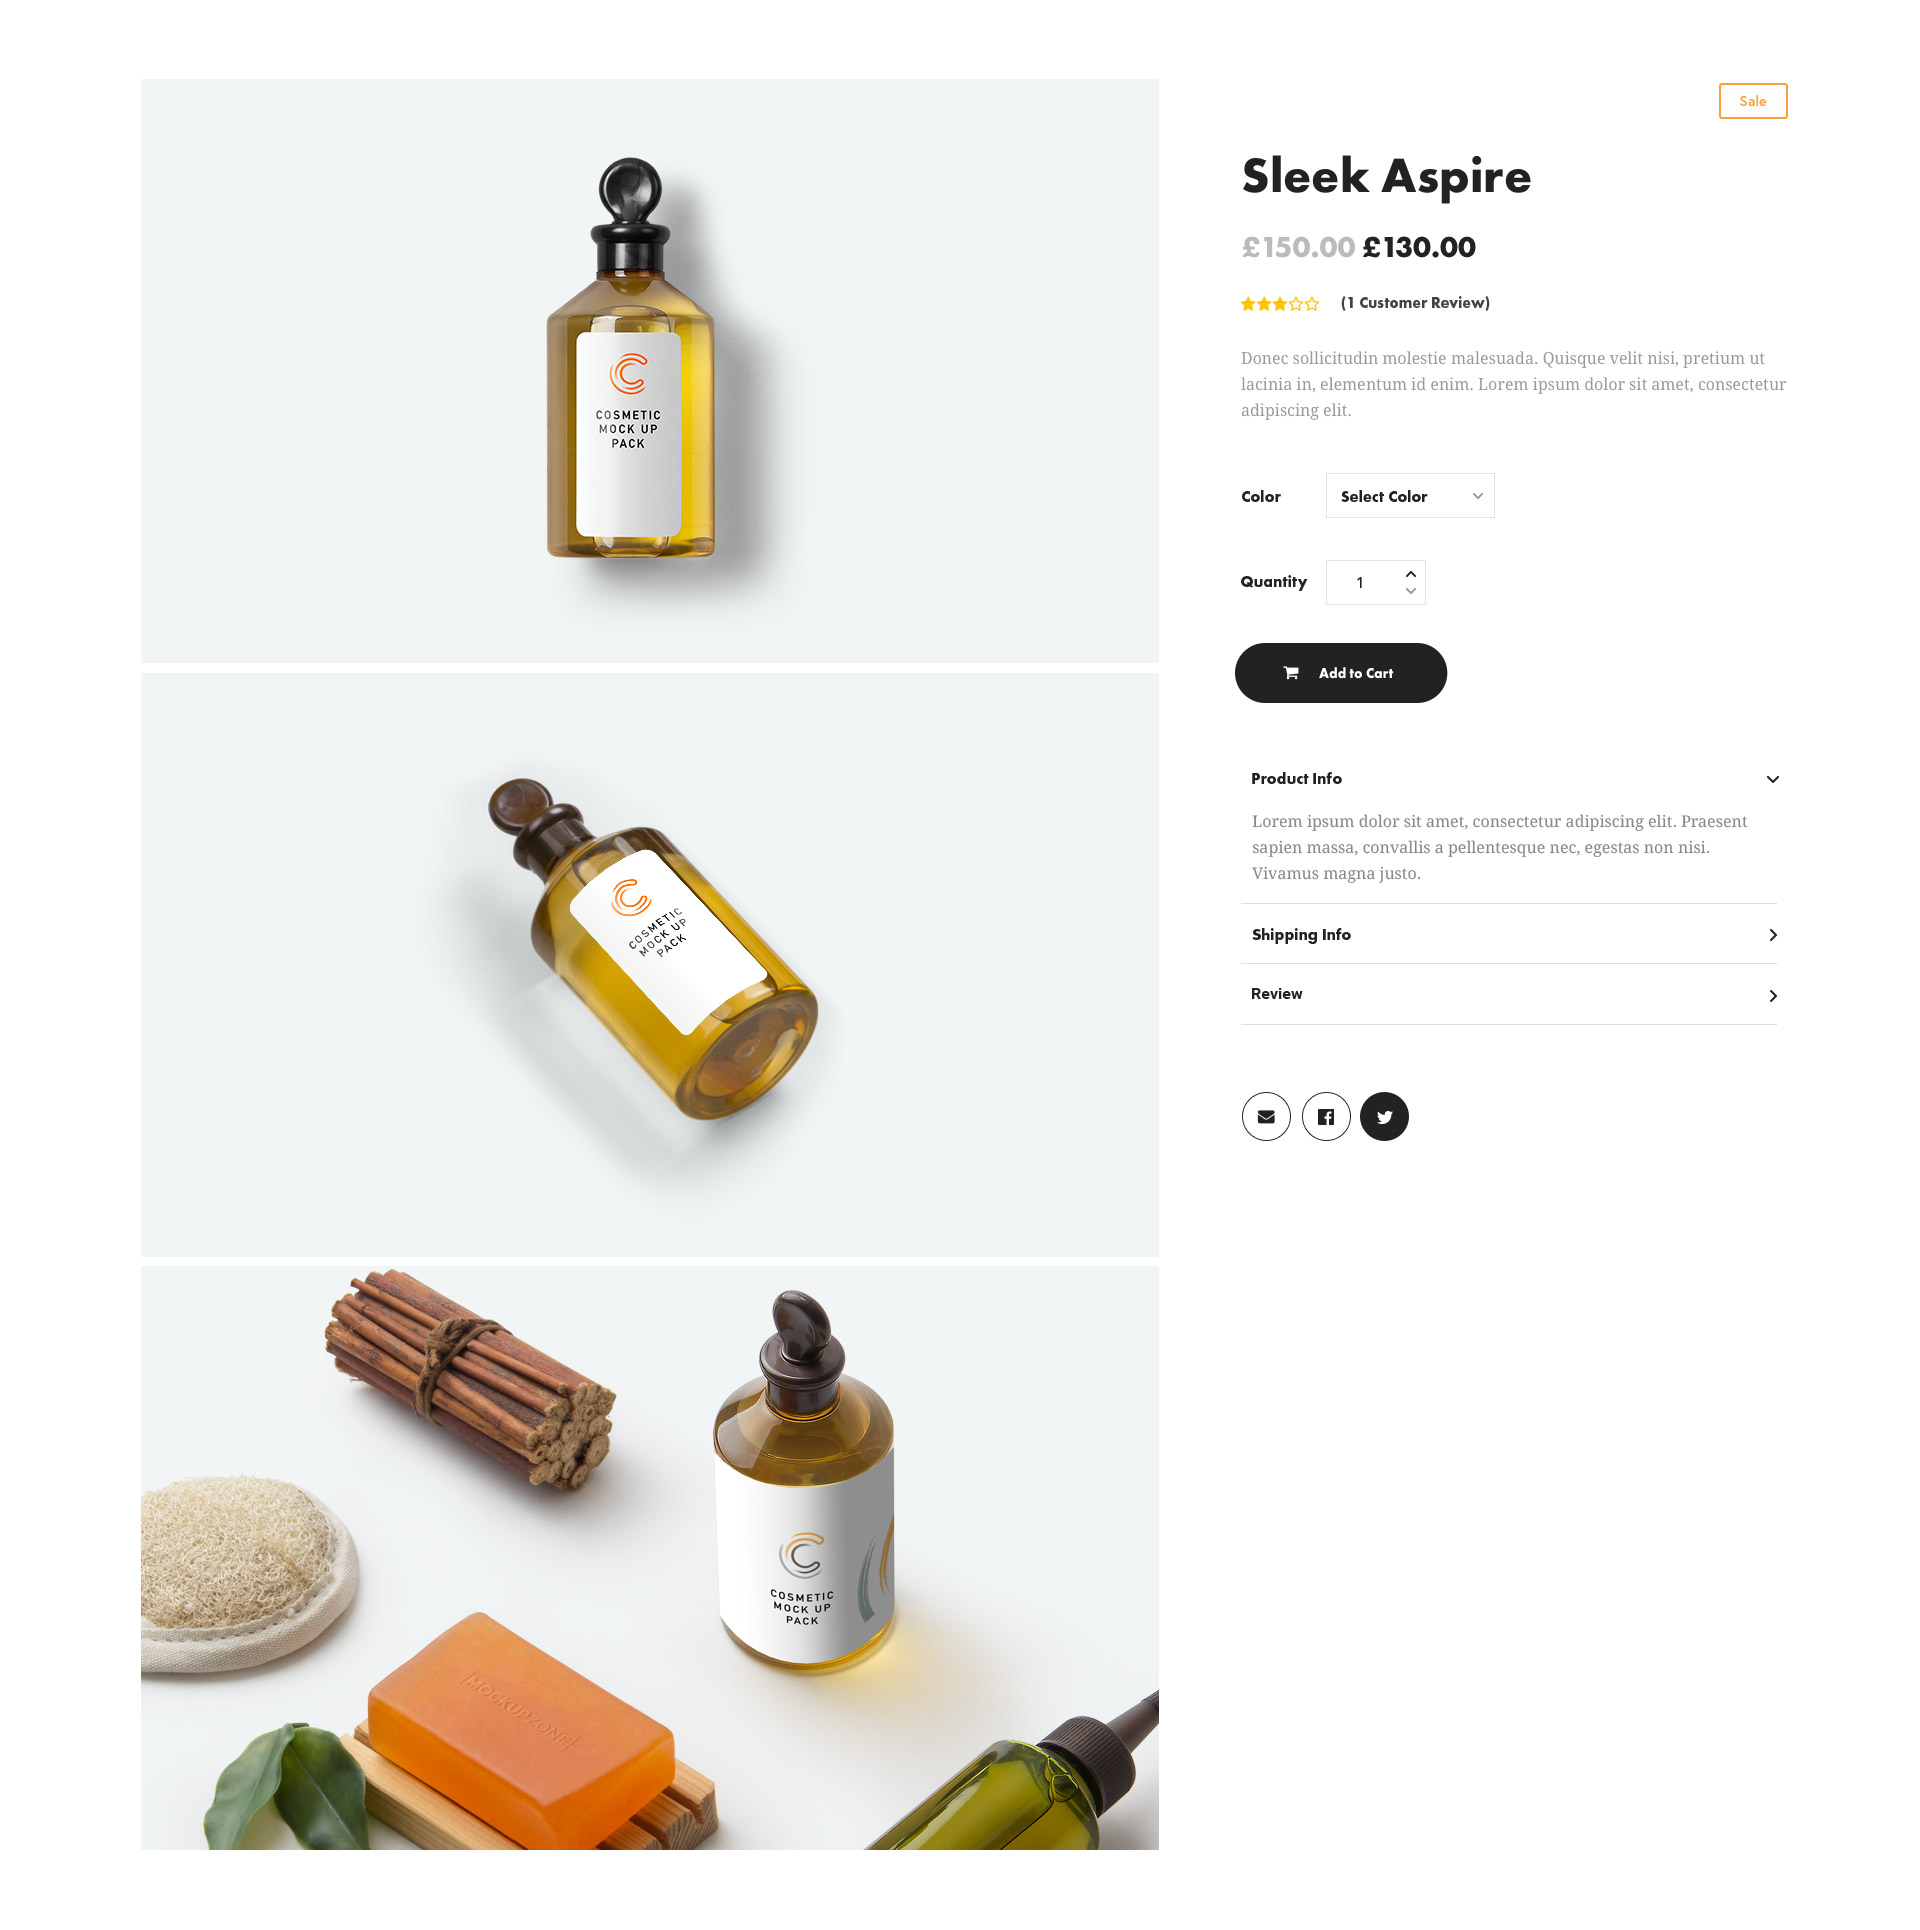 Sale
Sleek Aspire
£150.00 £130.00
(1 Customer Review)
Donec sollicitudin molestie malesuada. Quisque velit nisi, pretium ut
lacinia in, elementum id enim. Lorem ipsum dolor sit amet, consectetur
adipiscing elit.
Color
Select Color
Quantity
1
Add to Cart
Product Info
Lorem ipsum dolor sit amet, consectetur adipiscing elit. Praesent
sapien massa, convallis a pellentesque nec, egestas non nisi.
Vivamus magna justo.
Shipping Info
Review
COSMETIC
MOCK UP
PACK
COSMETIC
MOCK UP
PACK
COSMETIC
MOCK UP
PACK
MOCKUP ZONE